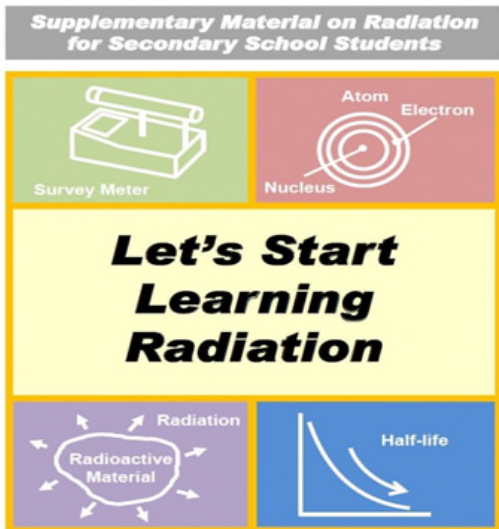 Supplementary Material on Radiation
for Secondary School Students
Survey Meter
Atom
Electron
Nucleus
Let's Start
Learning
Radiation
Radiation
Radioactive
Material
Half-life